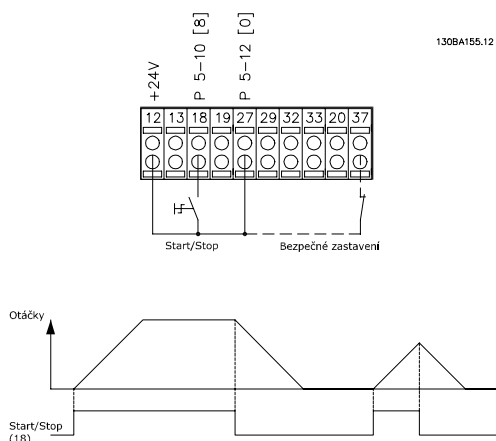 130BA155.12
+24V
P 5-10 [8]
P 5-12 [0]
12 13 18 19 27 29 32 33 20 37
Start/Stop
Bezpečné zastavení
Otáčky
Start/Stop
(18)